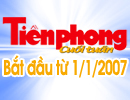 Tiền phong
Cuối tuần
Bắt đầu từ 1/1/2007